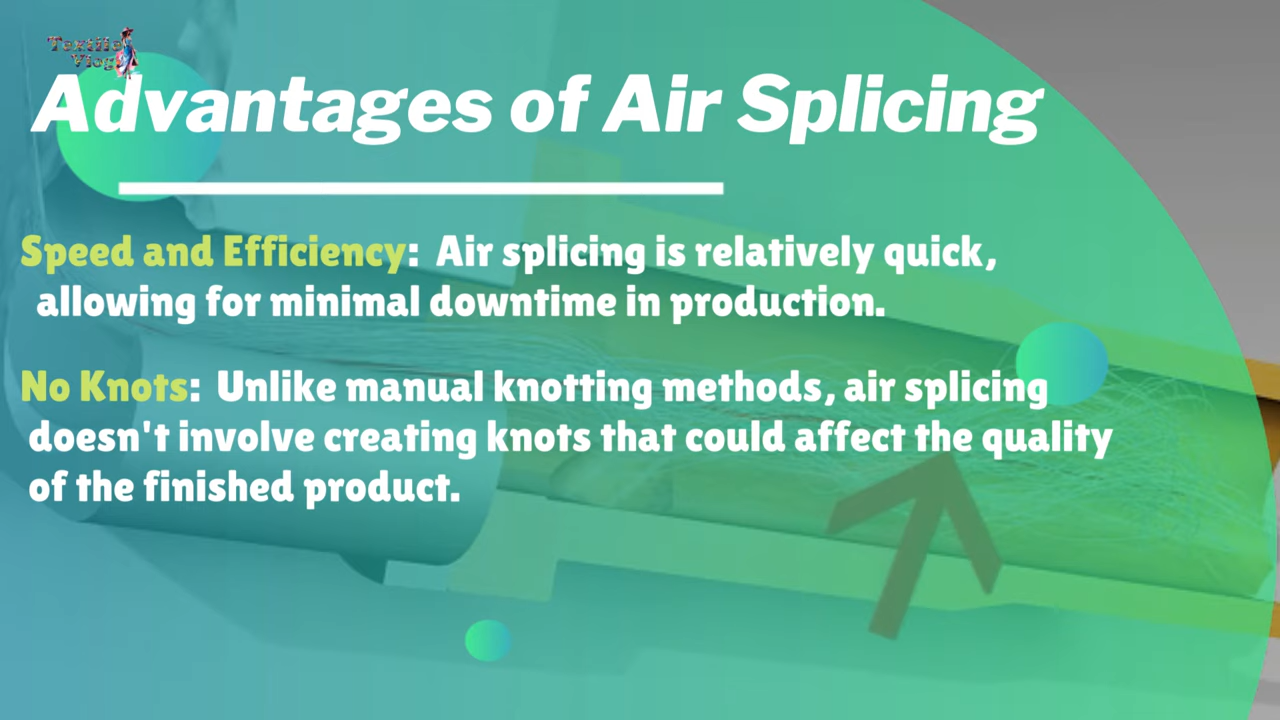 Textile
Vlog
Advantages of Air Splicing
Speed and Efficiency: Air splicing is relatively quick,
allowing for minimal downtime in production.
No Knots: Unlike manual knotting methods, air splicing
doesn't involve creating knots that could affect the quality
of the finished product.